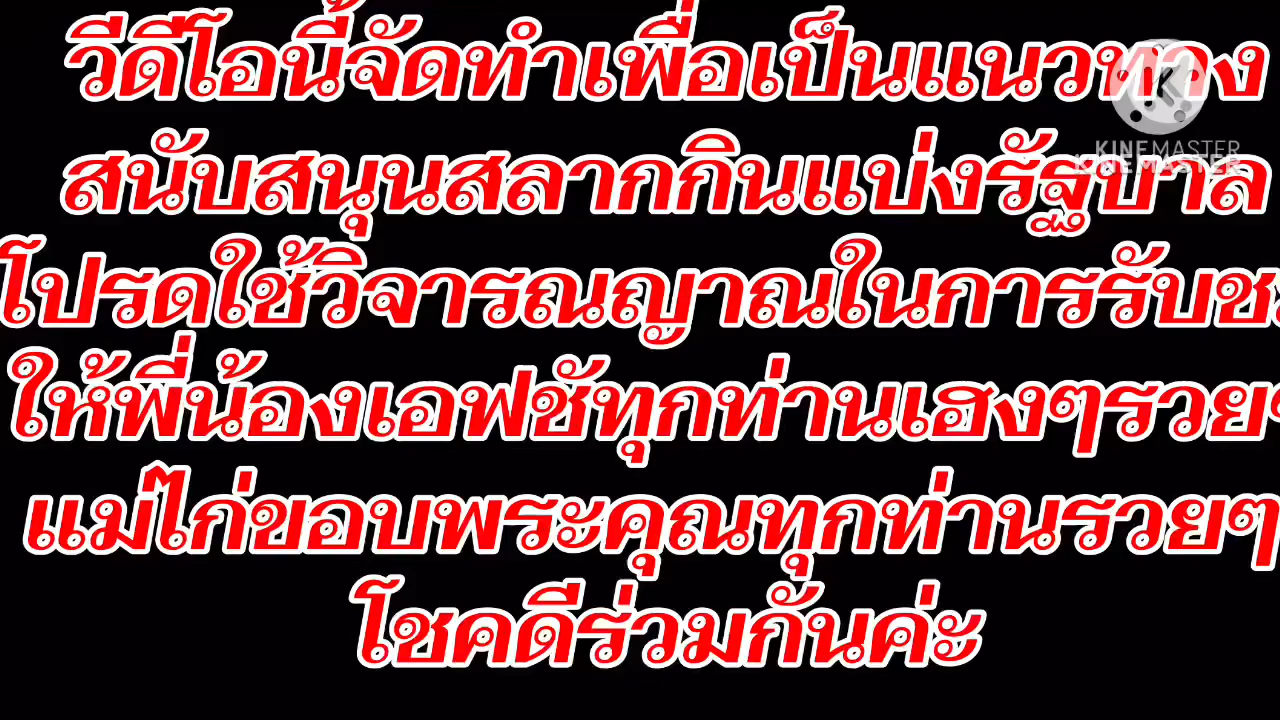 วีดีโอนี้จัดทำเพื่อเป็นแนวทาง
KINEMASTER
KINEMASTER
สนับสนุนสลากกินแบ่งรัฐบาล
โปรดใช้วิจารณญาณในการรับชม
ให้พี่น้องเอฟซีทุกท่านเฮงๆรวยๆ
แม่ไก่ขอบพระคุณทุกท่านรวยๆ
โชคดีร่วมกันค่ะ